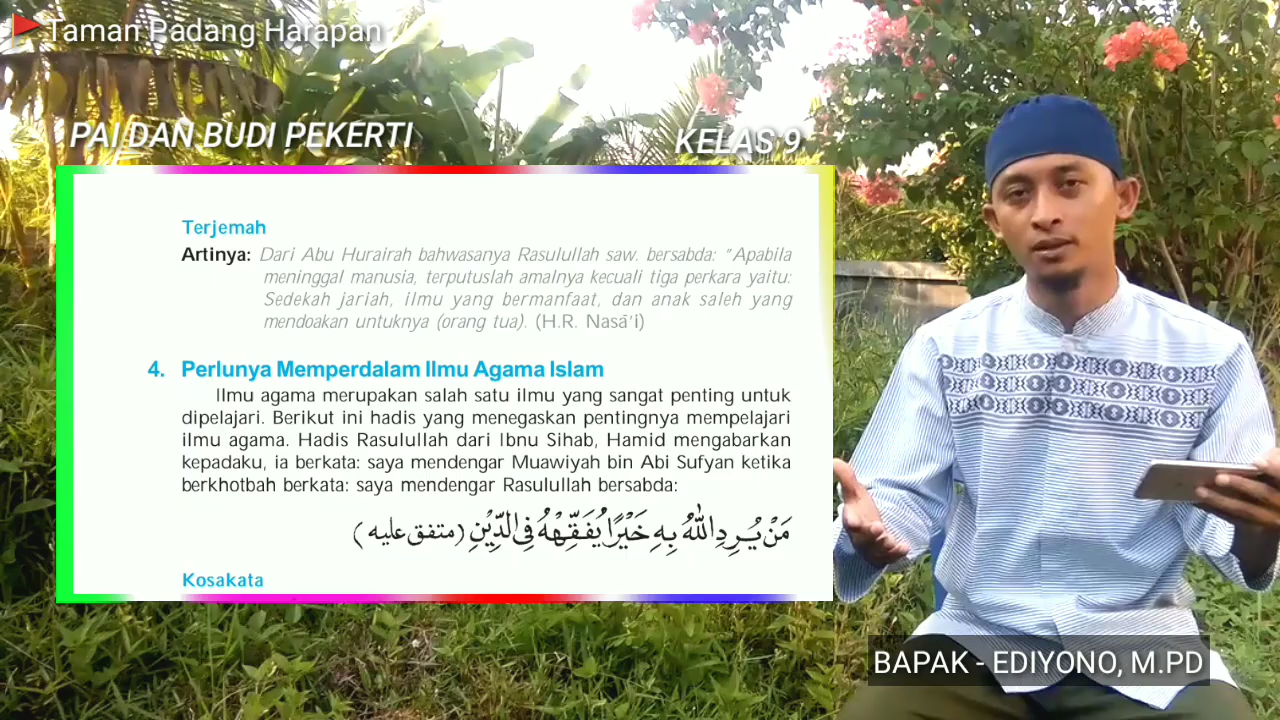 Taman Padang Harapan
PAI DAN BUDI PEKERTI
KELAS 9
Terjemah
Artinya: Dari Abu Hurairah bahwasanya Rasulullah saw. bersabda: "Apabila
meninggal manusia, terputuslah amalnya kecuali tiga perkara yaitu:
Sedekah jariah, ilmu yang bermanfaat, dan anak saleh yang
mendoakan untuknya (orang tua). (H.R. Nasā'i)
4. Perlunya Memperdalam Ilmu Agama Islam
Ilmu agama merupakan salah satu ilmu yang sangat penting untuk
dipelajari. Berikut ini hadis yang menegaskan pentingnya mempelajari
ilmu agama. Hadis Rasulullah dari Ibnu Sihab, Hamid mengabarkan
kepadaku, ia berkata: saya mendengar Muawiyah bin Abi Sufyan ketika
berkhotbah berkata: saya mendengar Rasulullah bersabda:
مَنْ يُرِدِ اللهُ بِهِ خَيْرًا يُفَقِّهْهُ فِى الدِّيْنِ (متفق عليه)
Kosakata
BAPAK - EDIYONO, M.PD